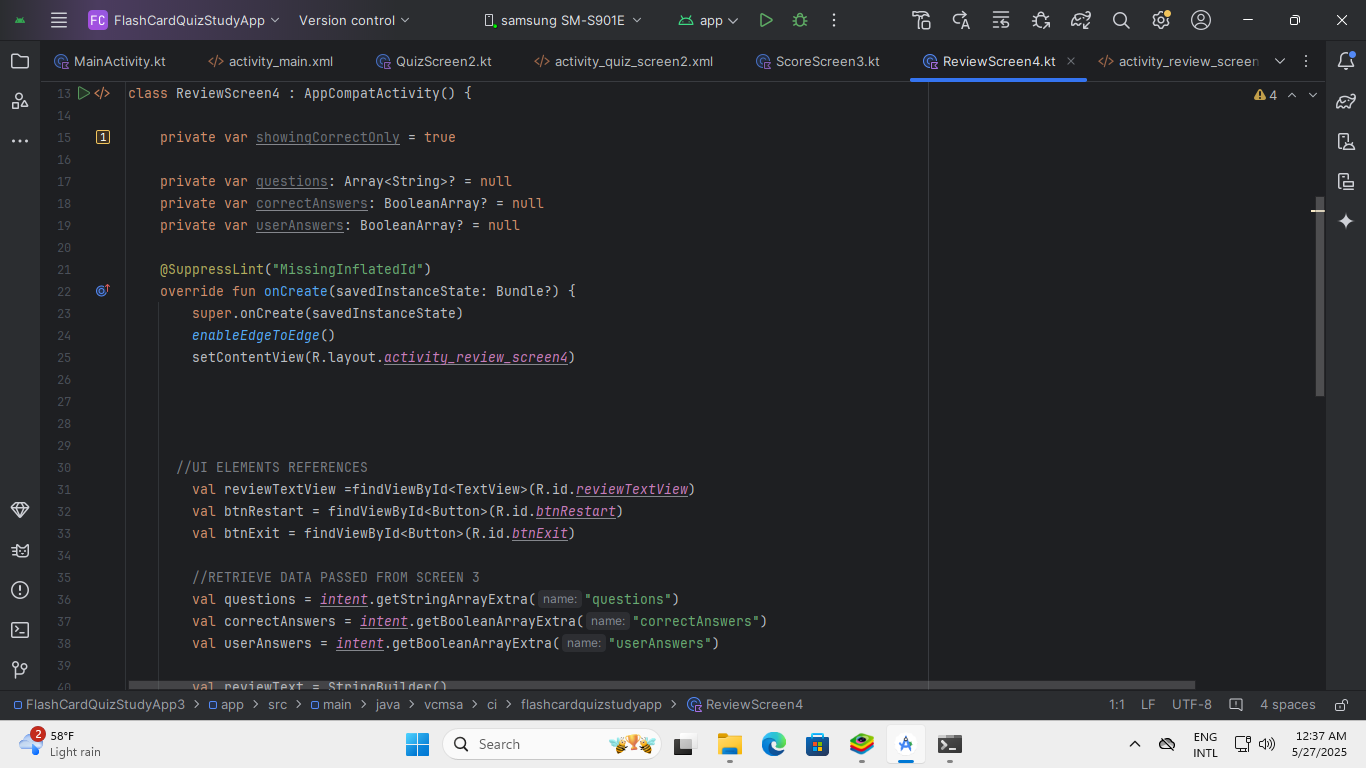 FC FlashCardQuizStudyApp Version control samsung SM-S901E app
MainActivity.kt activity_main.xml QuizScreen2.kt activity_quiz_screen2.xml ScoreScreen3.kt ReviewScreen4.kt activity_review_screen
4
13 class ReviewScreen4 : AppCompatActivity() {
14
15 1 private var showingCorrectOnly = true
16
17 private var questions: Array<String>? = null
18 private var correctAnswers: BooleanArray? = null
19 private var userAnswers: BooleanArray? = null
20
21 @SuppressLint("MissingInflatedId")
22 override fun onCreate(savedInstanceState: Bundle?) {
23 super.onCreate(savedInstanceState)
24 enableEdgeToEdge()
25 setContentView(R.layout.activity_review_screen4)
26
27
28
29
30 //UI ELEMENTS REFERENCES
31 val reviewTextView =findViewById<TextView>(R.id.reviewTextView)
32 val btnRestart = findViewById<Button>(R.id.btnRestart)
33 val btnExit = findViewById<Button>(R.id.btnExit)
34
35 //RETRIEVE DATA PASSED FROM SCREEN 3
36 val questions = intent.getStringArrayExtra( name: "questions")
37 val correctAnswers = intent.getBooleanArrayExtra( name: "correctAnswers")
38 val userAnswers = intent.getBooleanArrayExtra( name: "userAnswers")
39
40 val reviewText = StringBuilder()
FlashCardQuizStudyApp3 > app > src > main > java > vcmsa > ci > flashcardquizstudyapp > ReviewScreen4 1:1 LF UTF-8 4 spaces
2 58°F
Light rain
Search
ENG
INTL
12:37 AM
5/27/2025